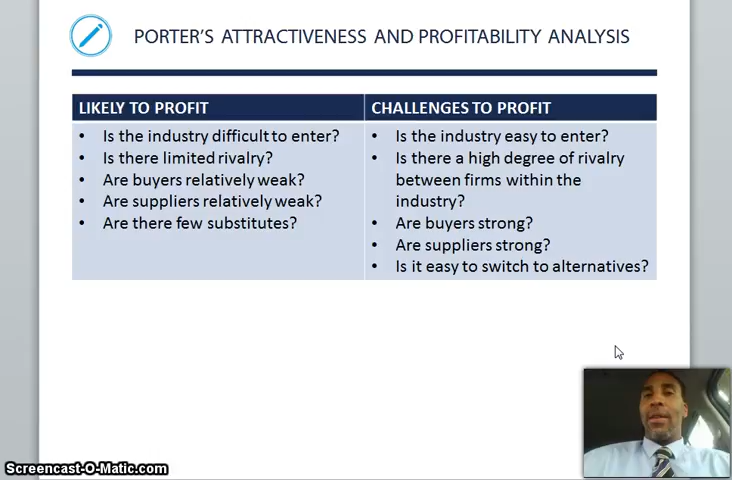 PORTER'S ATTRACTIVENESS AND PROFITABILITY ANALYSIS
LIKELY TO PROFIT
• Is the industry difficult to enter?
• Is there limited rivalry?
• Are buyers relatively weak?
• Are suppliers relatively weak?
• Are there few substitutes?
CHALLENGES TO PROFIT
• Is the industry easy to enter?
• Is there a high degree of rivalry
between firms within the
industry?
• Are buyers strong?
• Are suppliers strong?
• Is it easy to switch to alternatives?
Screencast-O-Matic.com